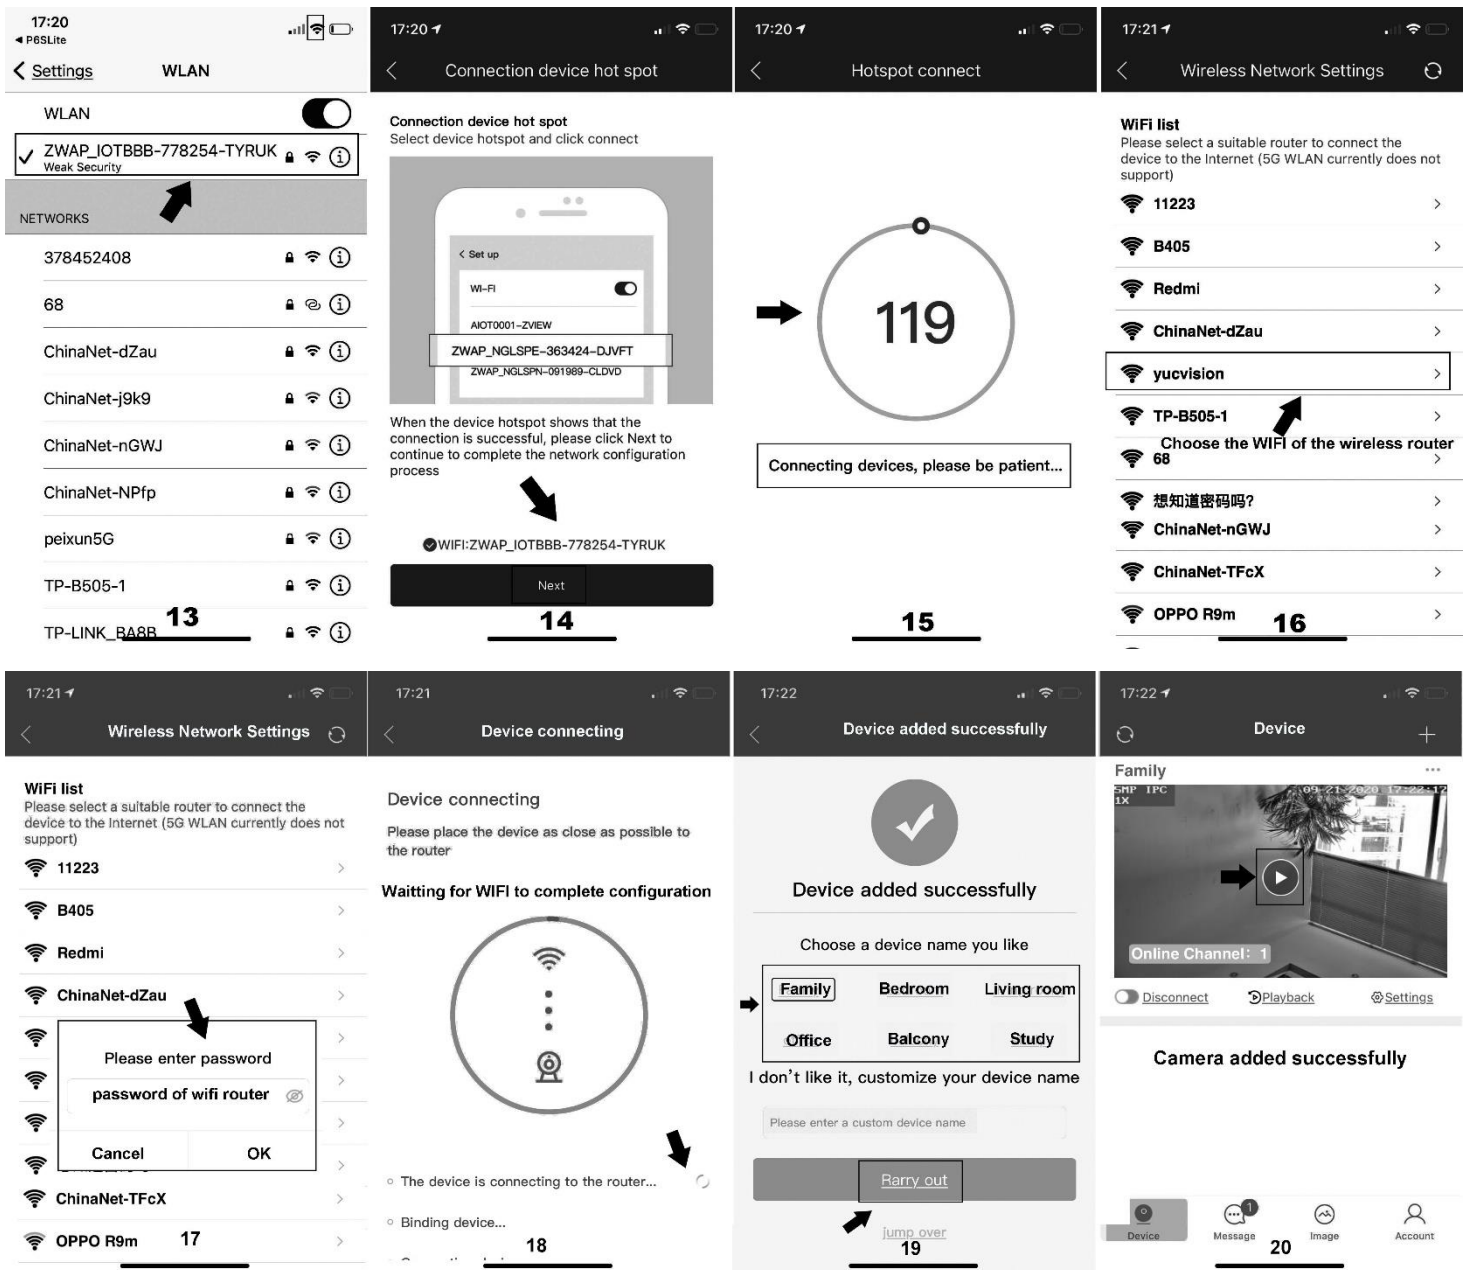 17:20
◀ P6SLite
Settings
WLAN
WLAN
ZWAP_IOTBBB-778254-TYRUK
Weak Security
NETWORKS
378452408
68
ChinaNet-dZau
ChinaNet-j9k9
ChinaNet-nGWJ
ChinaNet-NPfp
peixun5G
TP-B505-1
TP-LINK_BA8B
13
17:20
Connection device hot spot
Connection device hot spot
Select device hotspot and click connect
Set up
WI-FI
AIOT0001-ZVIEW
ZWAP_NGLSPE-363424-DJVFT
ZWAP_NGLSPN-091989-CLDVD
When the device hotspot shows that the
connection is successful, please click Next to
continue to complete the network configuration
process
WIFI:ZWAP_IOTBBB-778254-TYRUK
Next
14
17:20
Hotspot connect
119
Connecting devices, please be patient...
15
17:21
Wireless Network Settings
WiFi list
Please select a suitable router to connect the
device to the Internet (5G WLAN currently does not
support)
11223
B405
Redmi
ChinaNet-dZau
yucvision
TP-B505-1
Choose the WIFI of the wireless router
68
想知道密码吗?
ChinaNet-nGWJ
ChinaNet-TFcX
OPPO R9m
16
17:21
Wireless Network Settings
WiFi list
Please select a suitable router to connect the
device to the Internet (5G WLAN currently does not
support)
11223
B405
Redmi
ChinaNet-dZau
Please enter password
password of wifi router
Cancel
OK
ChinaNet-TFcX
OPPO R9m
17
17:21
Device connecting
Device connecting
Please place the device as close as possible to
the router
Waitting for WIFI to complete configuration
The device is connecting to the router...
Binding device...
18
17:22
Device added successfully
Device added successfully
Choose a device name you like
Family
Bedroom
Living room
Office
Balcony
Study
I don't like it, customize your device name
Please enter a custom device name
Rarry out
jump over
19
17:22
Device
Family
5MP IPC
09-21-2020 17:22:17
1X
Online Channel: 1
Disconnect
Playback
Settings
Camera added successfully
1
Device
Message
Image
Account
20